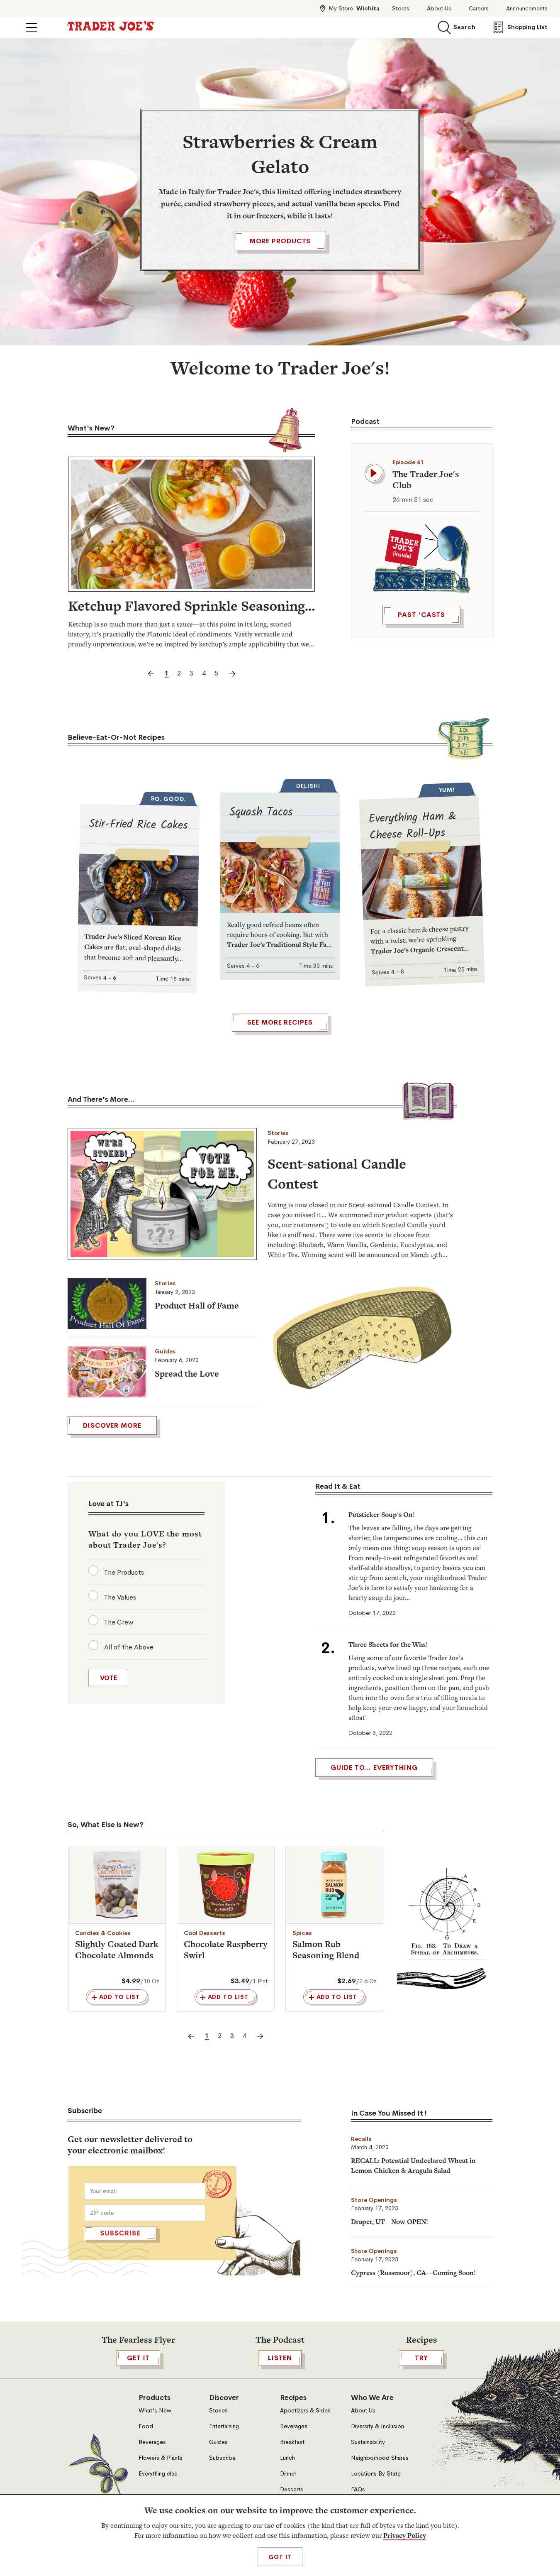 My Store: Wichita Stores About Us Careers Announcements
TRADER JOE'S Search Shopping List
Strawberries & Cream
Gelato
Made in Italy for Trader Joe's, this limited offering includes strawberry
purée, candied strawberry pieces, and actual vanilla bean specks. Find
it in our freezers, while it lasts!
MORE PRODUCTS
Welcome to Trader Joe's!
What's New?
Ketchup Flavored Sprinkle Seasoning...
Ketchup is so much more than just a sauce—at this point in its long, storied
history, it's practically the Platonic ideal of condiments. Vastly versatile and
proudly unpretentious, we're so inspired by ketchup's ample applicability that we...
1 2 3 4 5
Podcast
Episode 61
The Trader Joe's
Club
26 min 51 sec
TRADER
JOE'S
(Inside)
PAST 'CASTS
Believe-Eat-Or-Not Recipes
SO. GOOD.
Stir-Fried Rice Cakes
Trader Joe's Sliced Korean Rice
Cakes are flat, oval-shaped disks
that become soft and pleasantly...
Serves 4 - 6 Time 15 mins
DELISH!
Squash Tacos
Really good refried beans often
require hours of cooking. But with
Trader Joe's Traditional Style Fa...
Serves 4 - 6 Time 30 mins
YUM!
Everything Ham &
Cheese Roll-Ups
For a classic ham & cheese pastry
with a twist, we're sprinkling
Trader Joe's Organic Crescent...
Serves 4 - 8 Time 25 mins
SEE MORE RECIPES
And There's More...
WE'RE
STOKED!
VOTE
FOR ME.
???
Stories
February 27, 2023
Scent-sational Candle
Contest
Voting is now closed in our Scent-sational Candle Contest. In
case you missed it... We summoned our product experts (that's
you, our customers!) to vote on which Scented Candle you'd
like to sniff next. There were five scents to choose from
including: Rhubarb, Warm Vanilla, Gardenia, Eucalyptus, and
White Tea. Winning scent will be announced on March 13th...
Product Hall of Fame
Stories
January 2, 2023
Product Hall of Fame
SPREAD THE LOVE
Guides
February 6, 2023
Spread the Love
DISCOVER MORE
Love at TJ's
What do you LOVE the most
about Trader Joe's?
The Products
The Values
The Crew
All of the Above
VOTE
Read It & Eat
1. Potsticker Soup's On!
The leaves are falling, the days are getting
shorter, the temperatures are cooling... this can
only mean one thing: soup season is upon us!
From ready-to-eat refrigerated favorites and
shelf-stable standbys, to pantry basics you can
stir up from scratch, your neighborhood Trader
Joe's is here to satisfy your hankering for a
hearty soup du jour...
October 17, 2022
2. Three Sheets for the Win!
Using some of our favorite Trader Joe's
products, we've lined up three recipes, each one
entirely cooked on a single sheet pan. Prep the
ingredients, position them on the pan, and push
them into the oven for a trio of filling meals to
help keep your crew happy, and your household
afloat!
October 3, 2022
GUIDE TO... EVERYTHING
So, What Else is New?
Candies & Cookies
Slightly Coated Dark
Chocolate Almonds
$4.99/10 Oz
+ ADD TO LIST
Cool Desserts
Chocolate Raspberry
Swirl
$3.49/1 Pint
+ ADD TO LIST
SALMON
RUB
Spices
Salmon Rub
Seasoning Blend
$2.69/2.6 Oz
+ ADD TO LIST
A
B
C
D
E
F
G
FIG. 163. TO DRAW A
SPIRAL OF ARCHIMEDES.
1 2 3 4
Subscribe
Get our newsletter delivered to
your electronic mailbox!
Your email
ZIP code
SUBSCRIBE
In Case You Missed It !
Recalls
March 4, 2023
RECALL: Potential Undeclared Wheat in
Lemon Chicken & Arugula Salad
Store Openings
February 17, 2023
Draper, UT—Now OPEN!
Store Openings
February 17, 2023
Cypress (Rossmoor), CA—Coming Soon!
The Fearless Flyer
GET IT
The Podcast
LISTEN
Recipes
TRY
Products
What's New
Food
Beverages
Flowers & Plants
Everything else
Discover
Stories
Entertaining
Guides
Subscribe
Recipes
Appetizers & Sides
Beverages
Breakfast
Lunch
Dinner
Desserts
Who We Are
About Us
Diversity & Inclusion
Sustainability
Neighborhood Shares
Locations By State
FAQs
We use cookies on our website to improve the customer experience.
By continuing to enjoy our site, you are agreeing to our use of cookies (the kind that are full of bytes vs the kind you bite).
For more information on how we collect and use this information, please review our Privacy Policy
GOT IT